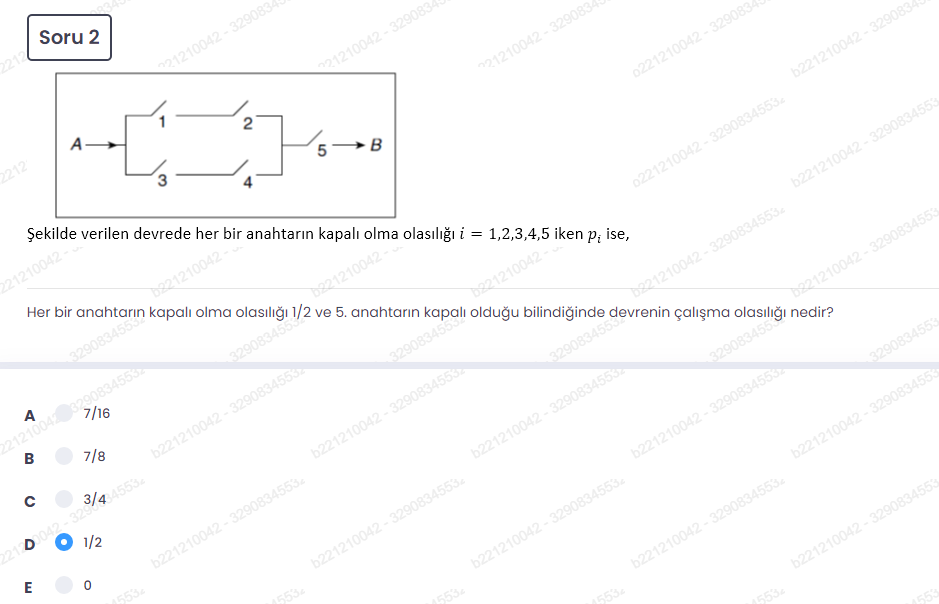 Soru 2
1
2
A
5
B
3
4
Şekilde verilen devrede her bir anahtarın kapalı olma olasılığı i = 1,2,3,4,5 iken pᵢ ise,
Her bir anahtarın kapalı olma olasılığı 1/2 ve 5. anahtarın kapalı olduğu bilindiğinde devrenin çalışma olasılığı nedir?
A 7/16
B 7/8
C 3/4
D 1/2
E 0